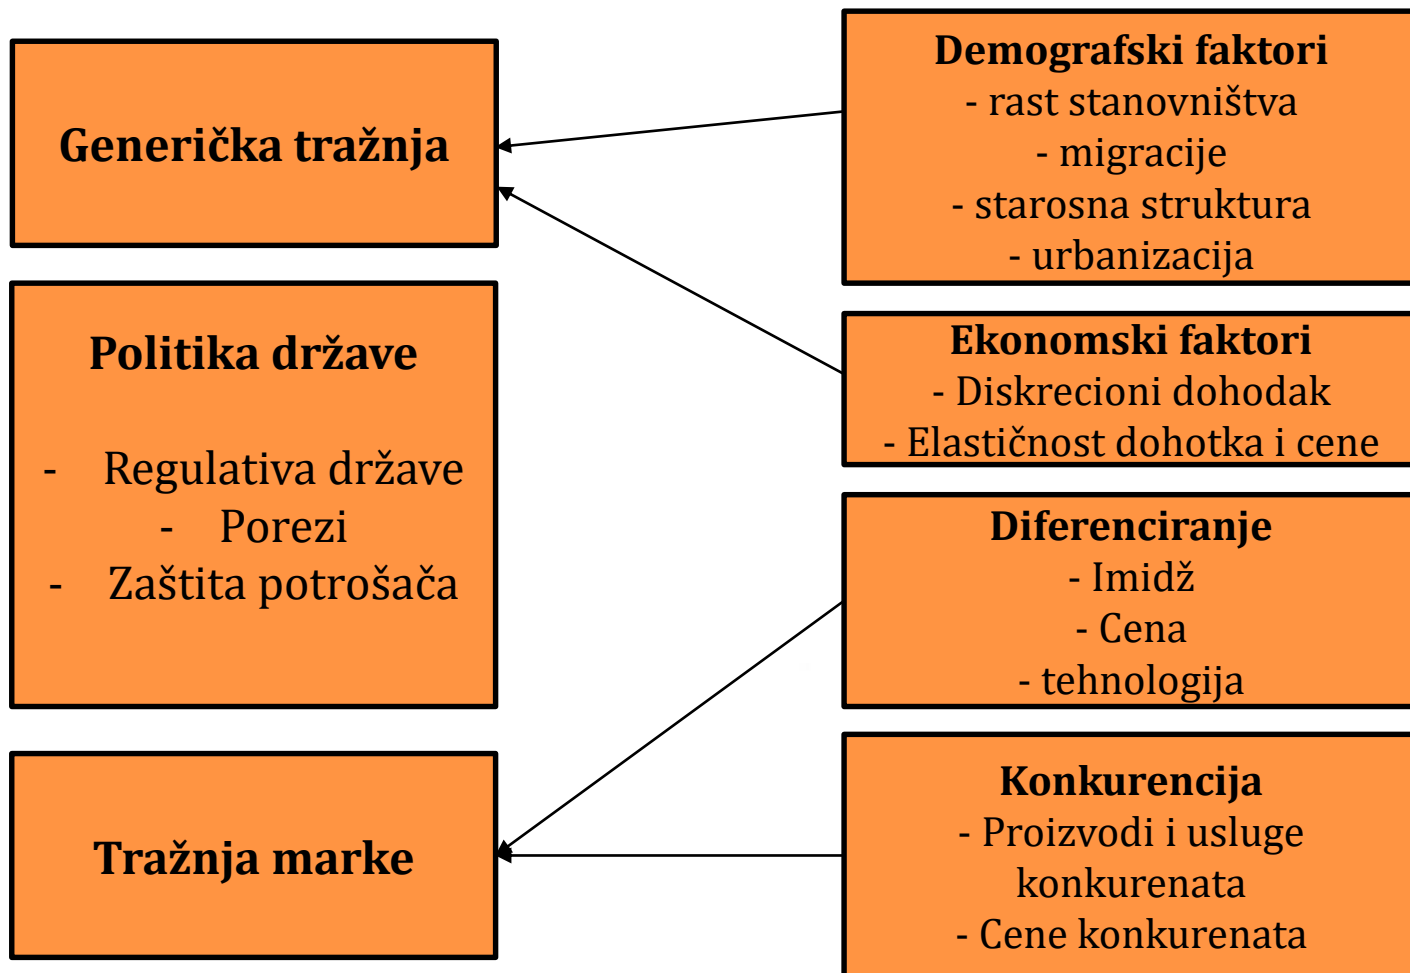 Generička tražnja
Politika države
- Regulativa države
- Porezi
- Zaštita potrošača
Tražnja marke
Demografski faktori
- rast stanovništva
- migracije
- starosna struktura
- urbanizacija
Ekonomski faktori
- Diskrecioni dohodak
- Elastičnost dohotka i cene
Diferenciranje
- Imidž
- Cena
- tehnologija
Konkurencija
- Proizvodi i usluge
konkurenata
- Cene konkurenata